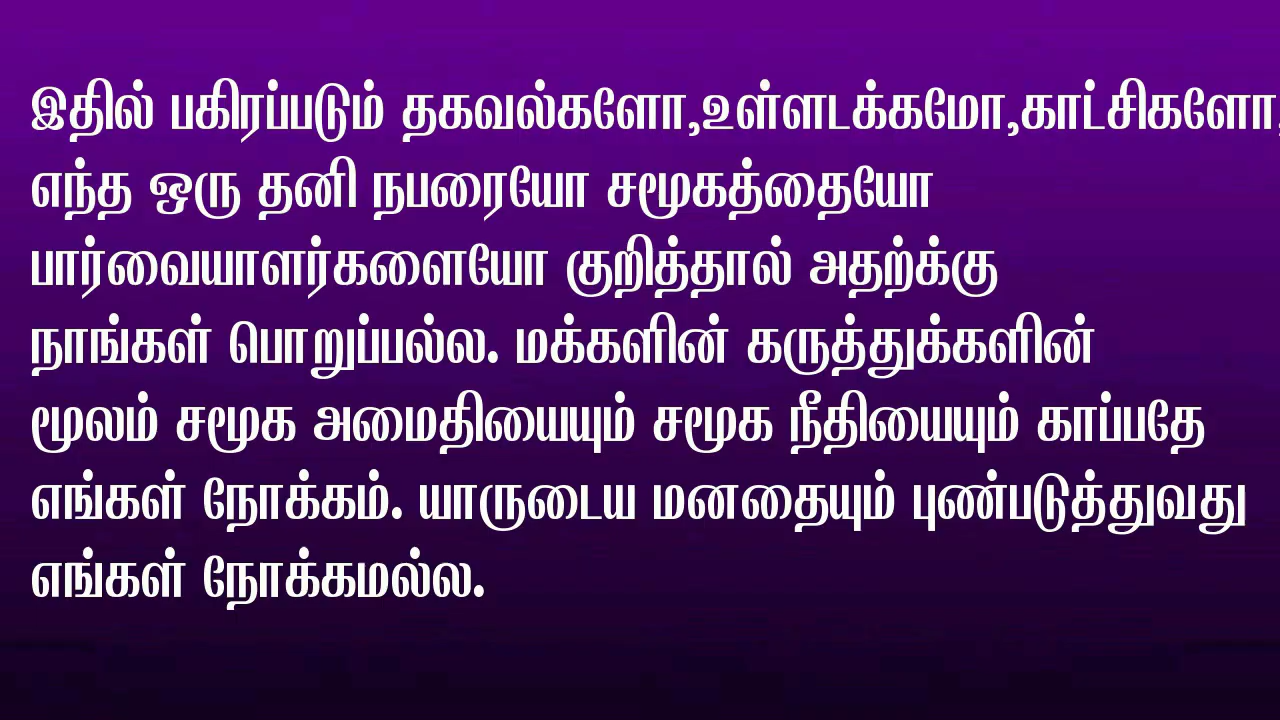 இதில் பகிரப்படும் தகவல்களோ,உள்ளடக்கமோ,காட்சிகளோ,
எந்த ஒரு தனி நபரையோ சமூகத்தையோ
பார்வையாளர்களையோ குறித்தால் அதற்க்கு
நாங்கள் பொறுப்பல்ல. மக்களின் கருத்துக்களின்
மூலம் சமூக அமைதியையும் சமூக நீதியையும் காப்பதே
எங்கள் நோக்கம். யாருடைய மனதையும் புண்படுத்துவது
எங்கள் நோக்கமல்ல.